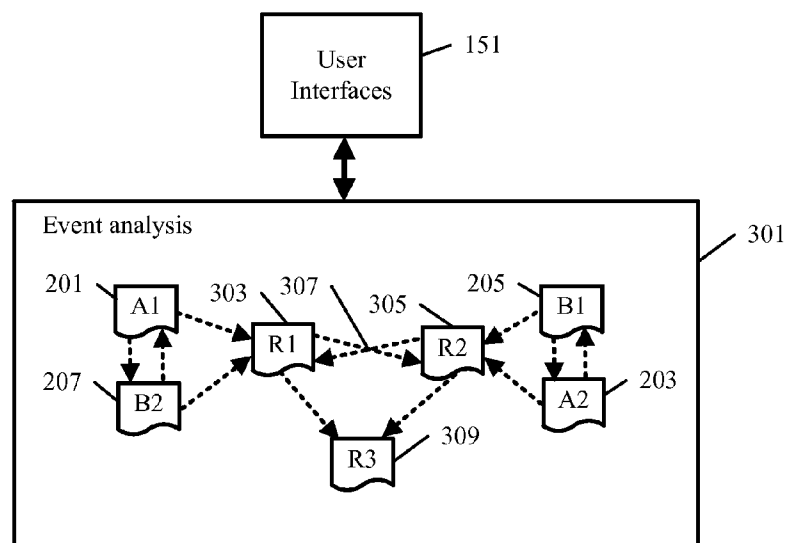 User
Interfaces
151
Event analysis
301
201
A1
303
307
305
205
B1
R1
R2
207
B2
A2
203
R3
309